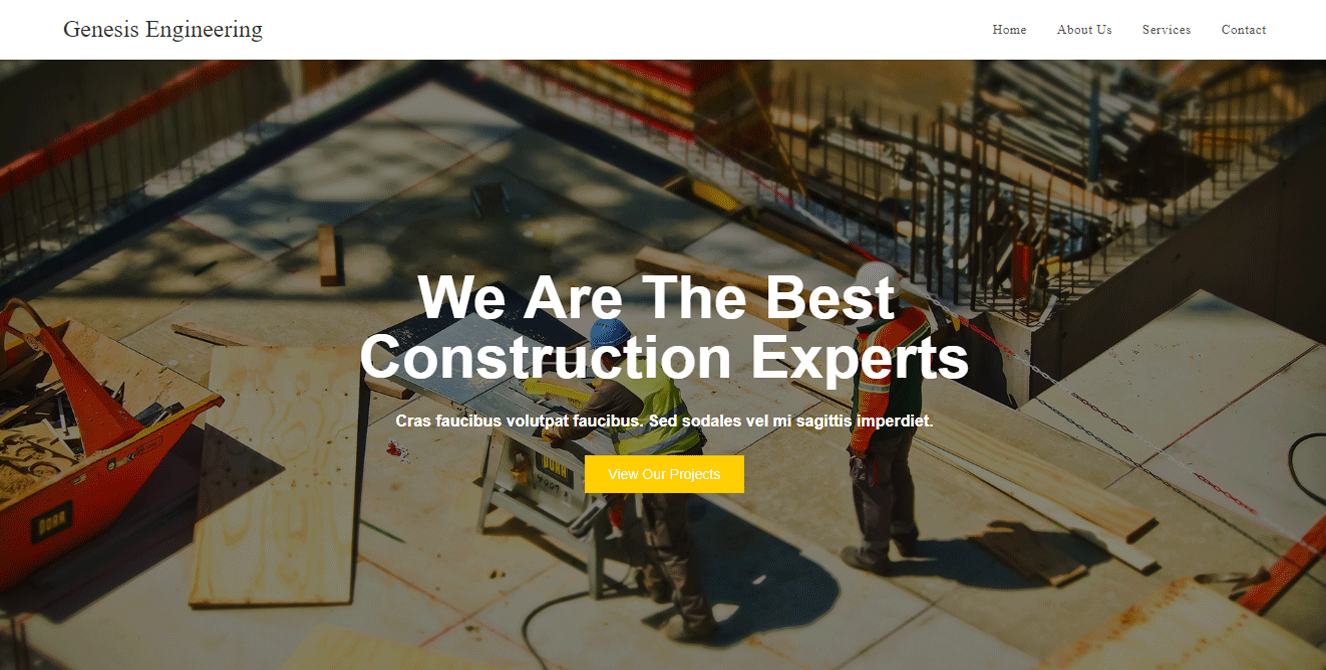 Genesis Engineering
Home About Us Services Contact
We Are The Best
Construction Experts
Cras faucibus volutpat faucibus. Sed sodales vel mi sagittis imperdiet.
View Our Projects